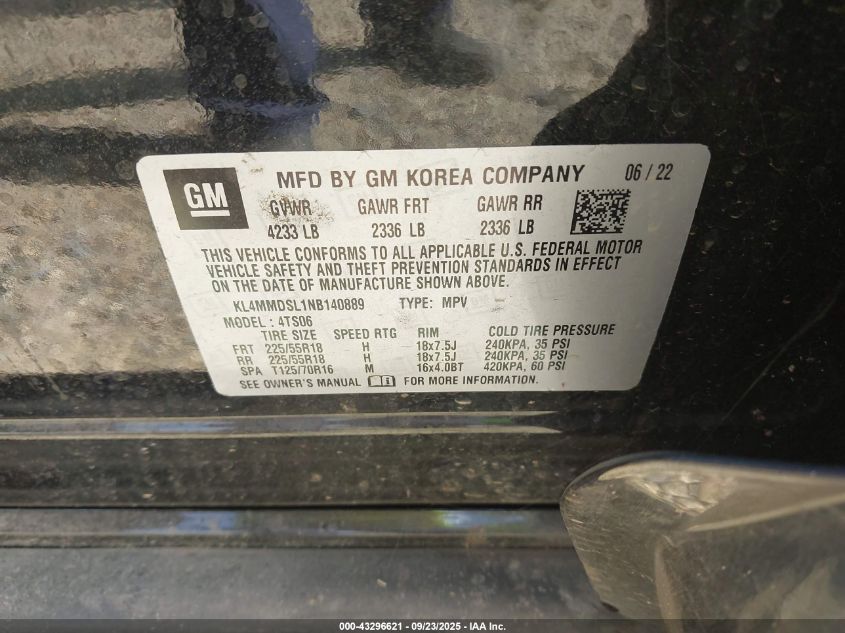 GM MFD BY GM KOREA COMPANY 06 / 22
GVWR GAWR FRT GAWR RR
4233 LB 2336 LB 2336 LB
THIS VEHICLE CONFORMS TO ALL APPLICABLE U.S. FEDERAL MOTOR
VEHICLE SAFETY AND THEFT PREVENTION STANDARDS IN EFFECT
ON THE DATE OF MANUFACTURE SHOWN ABOVE.
KL4MMDSL1NB140889 TYPE: MPV
MODEL : 4TS06
TIRE SIZE SPEED RTG RIM COLD TIRE PRESSURE
FRT 225/55R18 H 18x7.5J 240KPA, 35 PSI
RR 225/55R18 H 18x7.5J 240KPA, 35 PSI
SPA T125/70R16 M 16x4.0BT 420KPA, 60 PSI
SEE OWNER'S MANUAL FOR MORE INFORMATION.
000-43296621 - 09/23/2025 - IAA Inc.